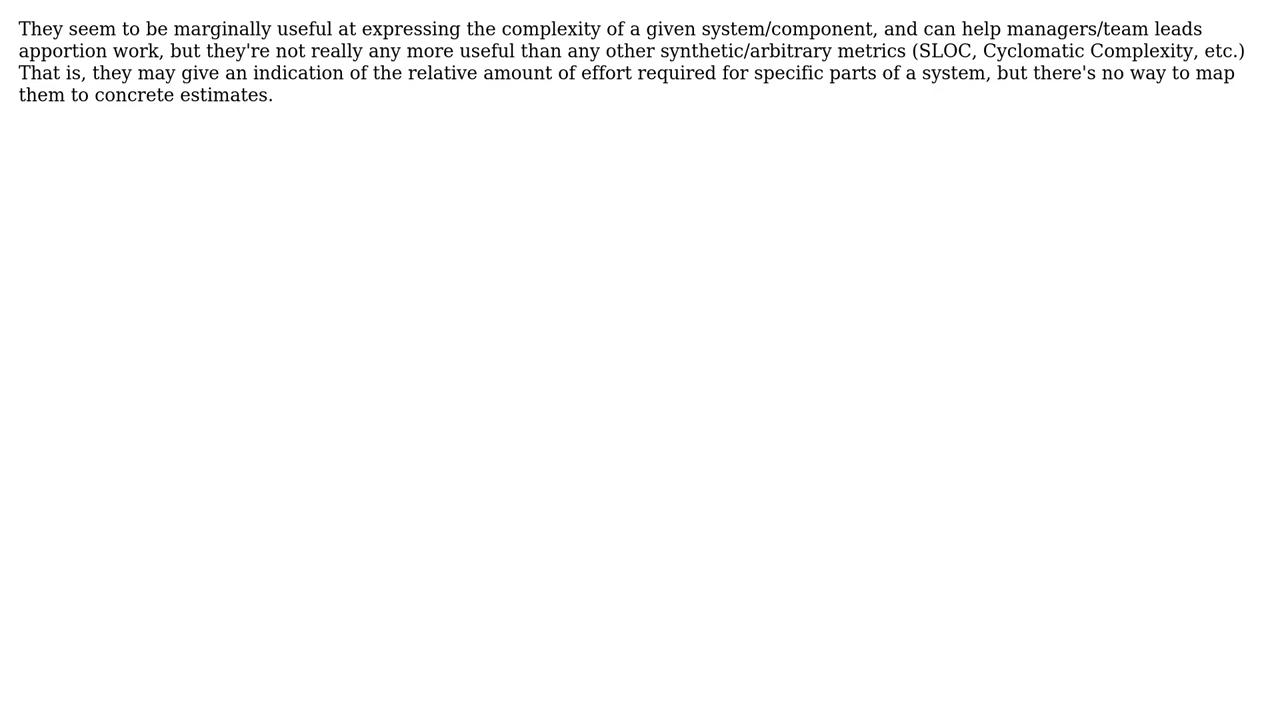 They seem to be marginally useful at expressing the complexity of a given system/component, and can help managers/team leads
apportion work, but they're not really any more useful than any other synthetic/arbitrary metrics (SLOC, Cyclomatic Complexity, etc.)
That is, they may give an indication of the relative amount of effort required for specific parts of a system, but there's no way to map
them to concrete estimates.